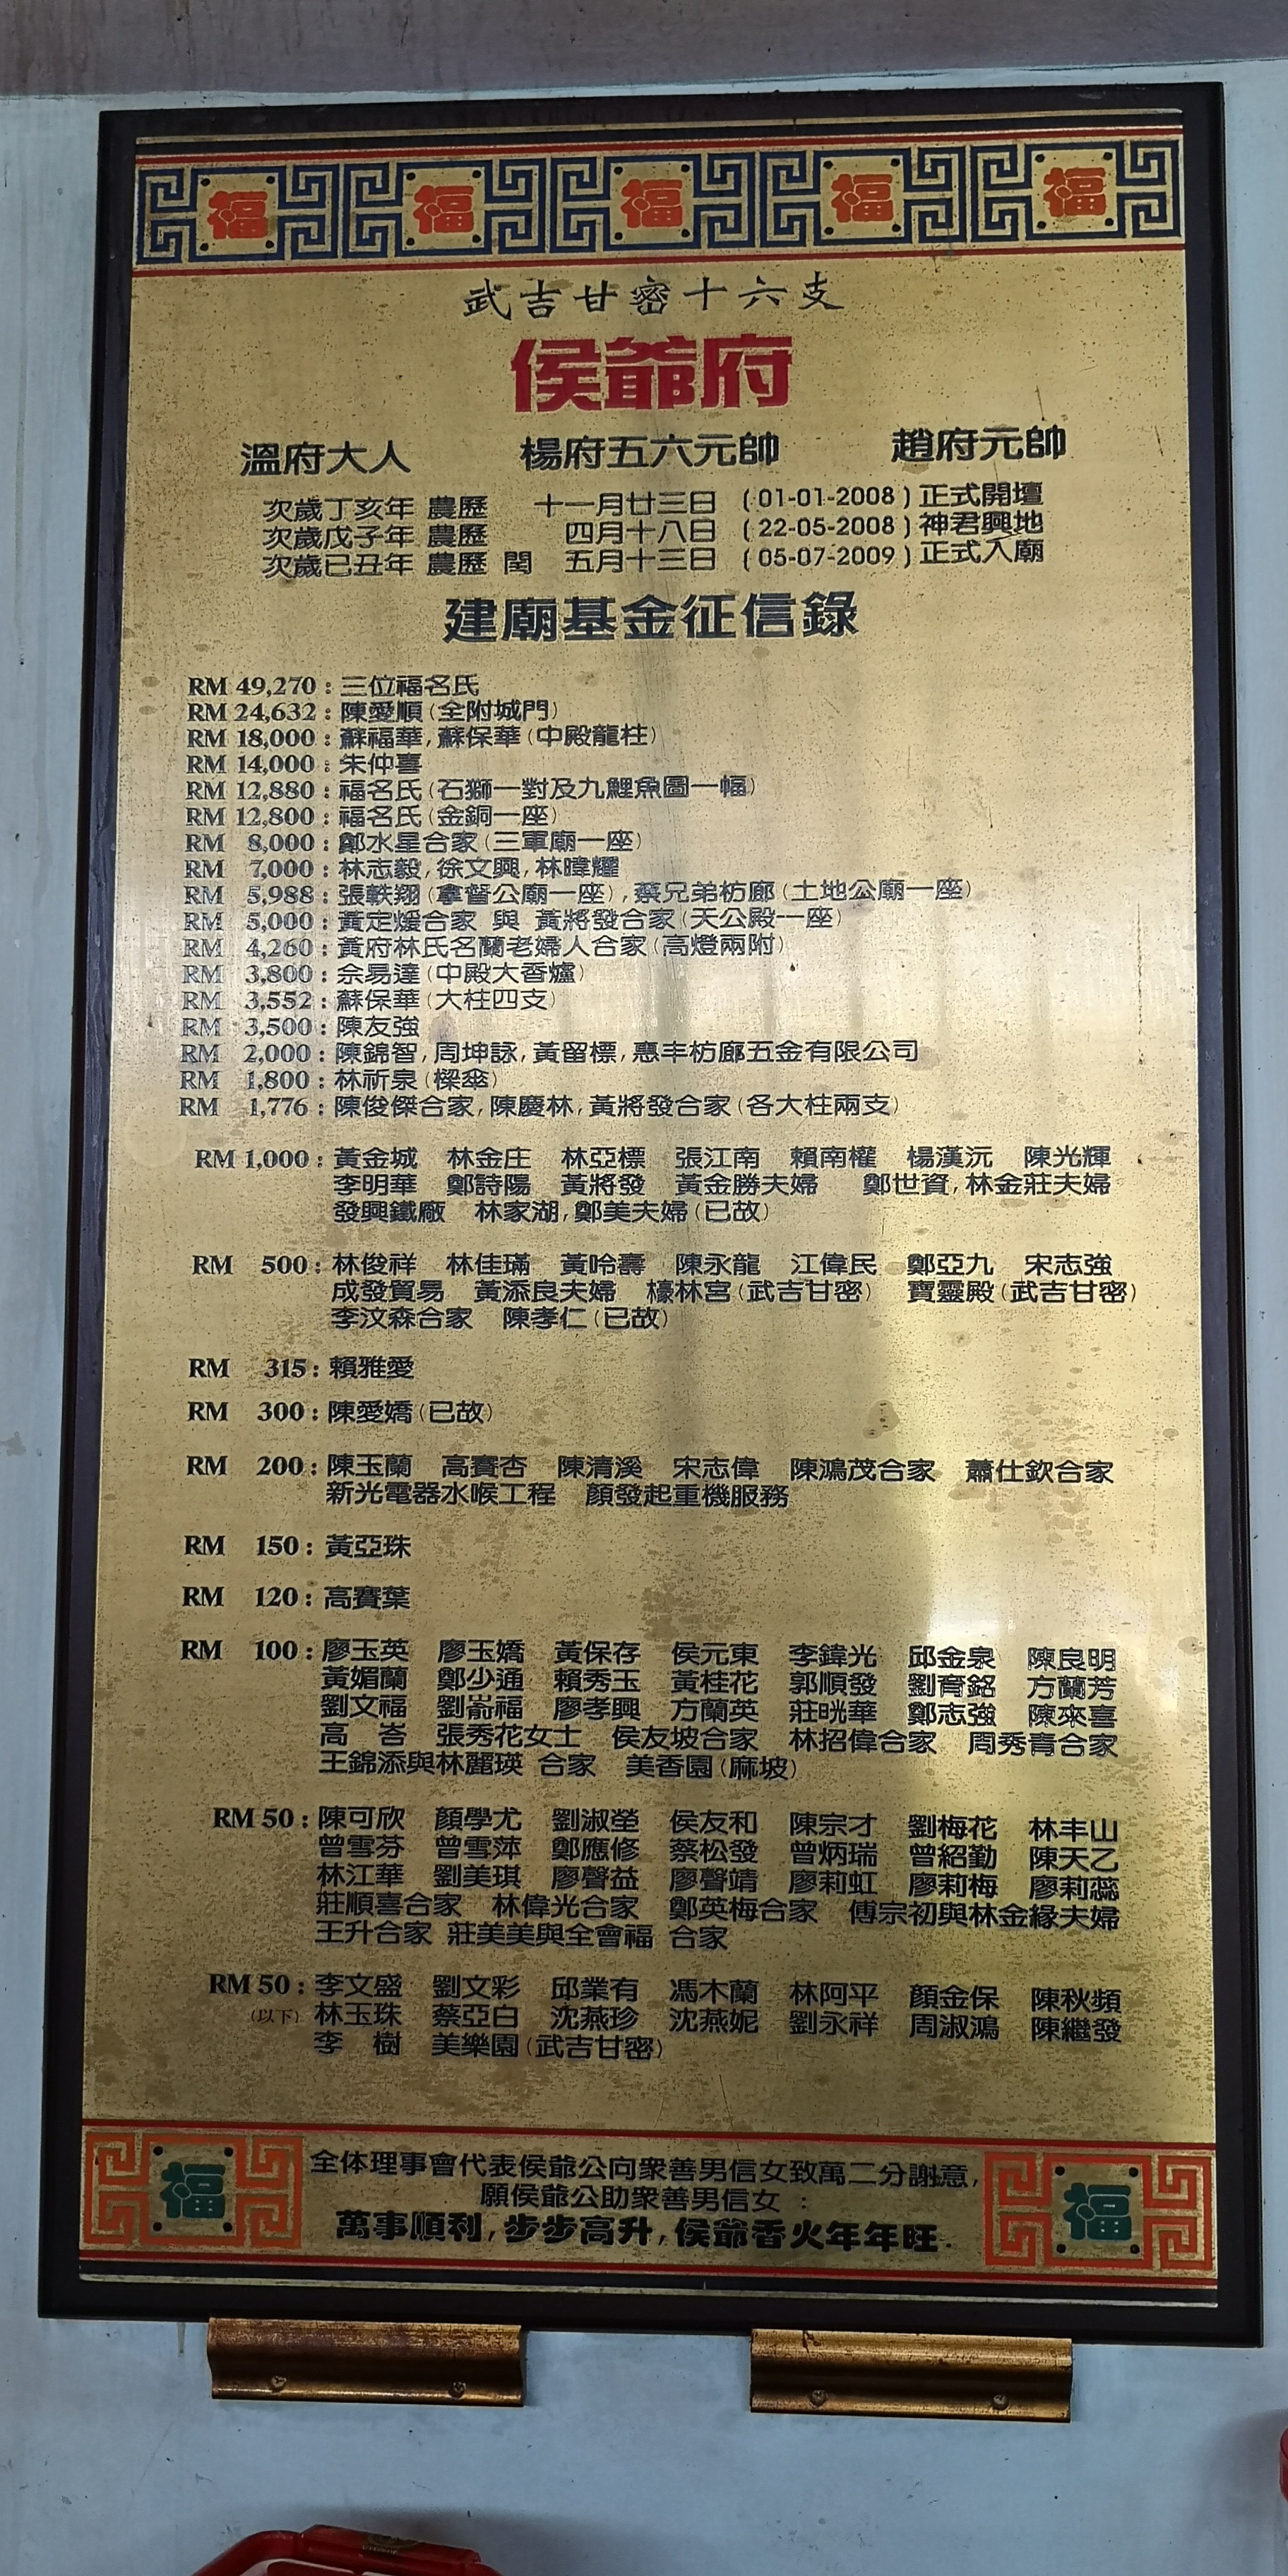 福 福 福 福 福
武吉甘密十六支
侯爺府
溫府大人 楊府五六元帥 趙府元帥
次歲丁亥年 農歷 十一月廿三日 (01-01-2008) 正式開壇
次歲戊子年 農歷 四月十八日 (22-05-2008) 神君興地
次歲已丑年 農歷 閏 五月十三日 (05-07-2009) 正式入廟
建廟基金征信錄
RM 49,270 : 三位福名氏
RM 24,632 : 陳愛順(全附城門)
RM 18,000 : 蘇福華,蘇保華(中殿龍柱)
RM 14,000 : 朱仲喜
RM 12,880 : 福名氏(石獅一對及九鯉魚圖一幅)
RM 12,800 : 福名氏(金銅一座)
RM 8,000 : 鄭水星合家(三軍廟一座)
RM 7,000 : 林志毅,徐文興,林暐耀
RM 5,988 : 張軼翔(拿督公廟一座),蔡兄弟枋廊(土地公廟一座)
RM 5,000 : 黃定煖合家 與 黃將發合家(天公殿一座)
RM 4,260 : 黃府林氏名蘭老婦人合家(高燈兩附)
RM 3,800 : 佘易達(中殿大香爐)
RM 3,552 : 蘇保華(大柱四支)
RM 3,500 : 陳友強
RM 2,000 : 陳錦智,周坤詠,黃留標,惠丰枋廊五金有限公司
RM 1,800 : 林祈泉(樑傘)
RM 1,776 : 陳俊傑合家,陳慶林,黃將發合家(各大柱兩支)
RM 1,000 : 黃金城 林金庄 林亞標 張江南 賴南權 楊漢沅 陳光輝
李明華 鄭詩陽 黃將發 黃金勝夫婦 鄭世資,林金莊夫婦
發興鐵廠 林家湖,鄭美夫婦(已故)
RM 500 : 林俊祥 林佳璊 黃呤壽 陳永龍 江偉民 鄭亞九 宋志強
成發貿易 黃添良夫婦 檺林宮(武吉甘密) 寶靈殿(武吉甘密)
李汶森合家 陳孝仁(已故)
RM 315 : 賴雅愛
RM 300 : 陳愛嬌(已故)
RM 200 : 陳玉蘭 高賽杏 陳清溪 宋志偉 陳鴻茂合家 蕭仕欽合家
新光電器水喉工程 顏發起重機服務
RM 150 : 黃亞珠
RM 120 : 高賽葉
RM 100 : 廖玉英 廖玉嬌 黃保存 侯元東 李鍏光 邱金泉 陳良明
黃媚蘭 鄭少通 賴秀玉 黃桂花 郭順發 劉育銘 方蘭芳
劉文福 劉嵛福 廖孝興 方蘭英 莊晄華 鄭志強 陳來喜
高 峇 張秀花女士 侯友坡合家 林招偉合家 周秀青合家
王錦添與林麗瑛 合家 美香園(麻坡)
RM 50 : 陳可欣 顏學尤 劉淑瑩 侯友和 陳宗才 劉梅花 林丰山
曾雪芬 曾雪萍 鄭應修 蔡松發 曾炳瑞 曾紹勤 陳天乙
林江華 劉美琪 廖聲益 廖聲靖 廖莉虹 廖莉梅 廖莉蕊
莊順喜合家 林偉光合家 鄭英梅合家 傅宗初與林金緣夫婦
王升合家 莊美美與全會福 合家
RM 50 : 李文盛 劉文彩 邱業有 馮木蘭 林阿平 顏金保 陳秋頻
(以下) 林玉珠 蔡亞白 沈燕珍 沈燕妮 劉永祥 周淑鴻 陳繼發
李 樹 美樂園(武吉甘密)
福 福
全体理事會代表侯爺公向衆善男信女致萬二分謝意,
願侯爺公助衆善男信女 :
萬事順利,步步高升,侯爺香火年年旺.